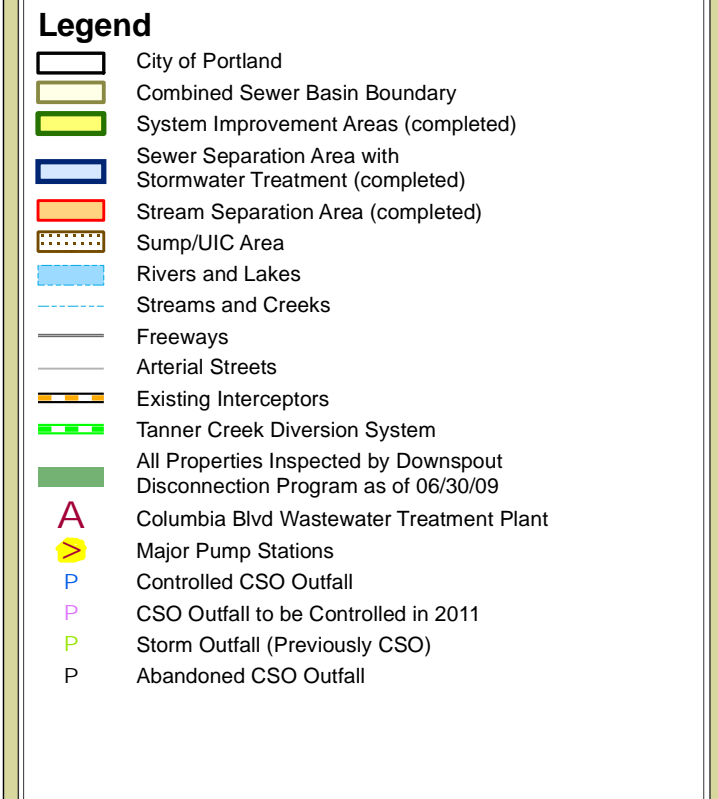 Legend
City of Portland
Combined Sewer Basin Boundary
System Improvement Areas (completed)
Sewer Separation Area with
Stormwater Treatment (completed)
Stream Separation Area (completed)
Sump/UIC Area
Rivers and Lakes
Streams and Creeks
Freeways
Arterial Streets
Existing Interceptors
Tanner Creek Diversion System
All Properties Inspected by Downspout
Disconnection Program as of 06/30/09
A Columbia Blvd Wastewater Treatment Plant
> Major Pump Stations
P Controlled CSO Outfall
P CSO Outfall to be Controlled in 2011
P Storm Outfall (Previously CSO)
P Abandoned CSO Outfall